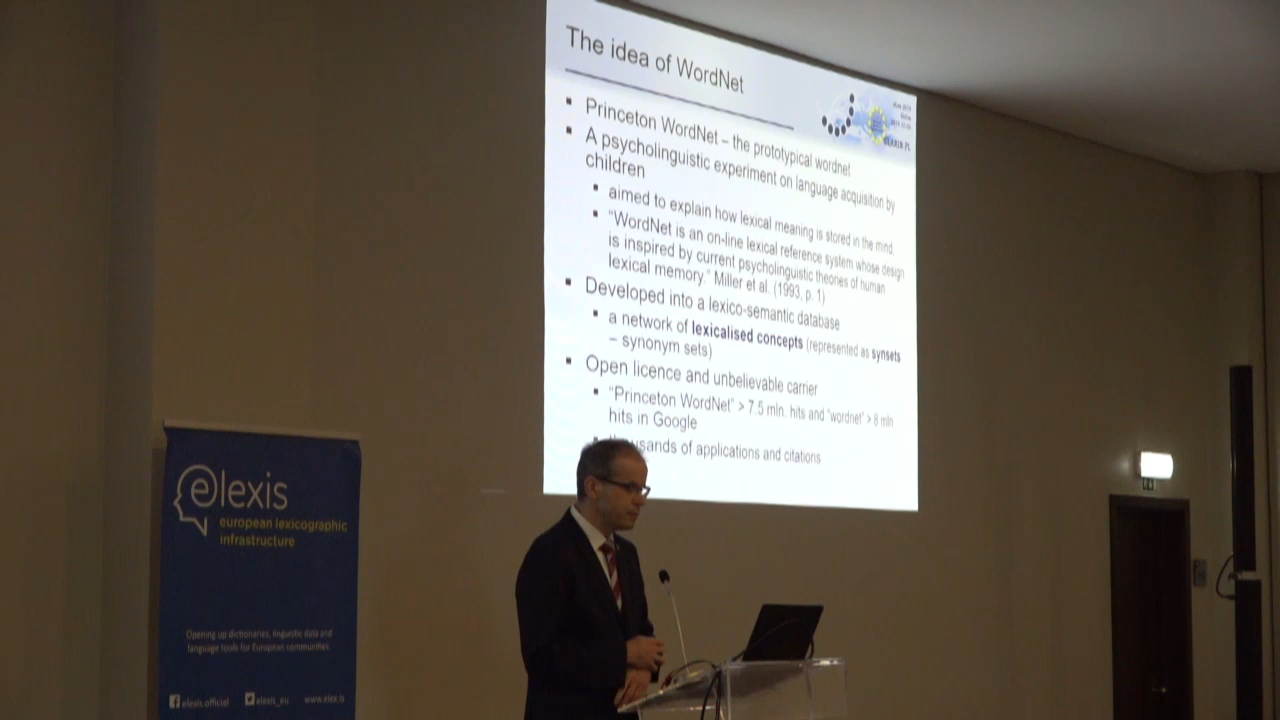 The idea of WordNet
Princeton WordNet – the prototypical wordnet
A psycholinguistic experiment on language acquisition by
children
aimed to explain how lexical meaning is stored in the mind
"WordNet is an on-line lexical reference system whose design
is inspired by current psycholinguistic theories of human
lexical memory." Miller et al. (1993, p. 1)
Developed into a lexico-semantic database
a network of lexicalised concepts (represented as synsets
– synonym sets)
Open licence and unbelievable carrier
"Princeton WordNet" > 7.5 mln. hits and "wordnet" > 8 mln
hits in Google
thousands of applications and citations
CLARIN-PL
elexis
european lexicographic
infrastructure
Opening up dictionaries, linguistic data and
language tools for European communities
elexis.official elexis_eu www.elex.is